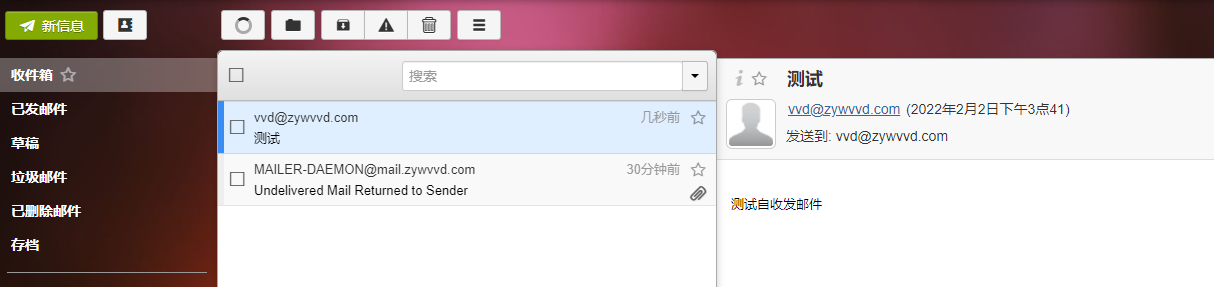 新信息
收件箱
已发邮件
草稿
垃圾邮件
已删除邮件
存档
搜索
vvd@zywvvd.com 几秒前
测试
MAILER-DAEMON@mail.zywvvd.com 30分钟前
Undelivered Mail Returned to Sender
测试
vvd@zywvvd.com (2022年2月2日下午3点41)
发送到: vvd@zywvvd.com
测试自收发邮件